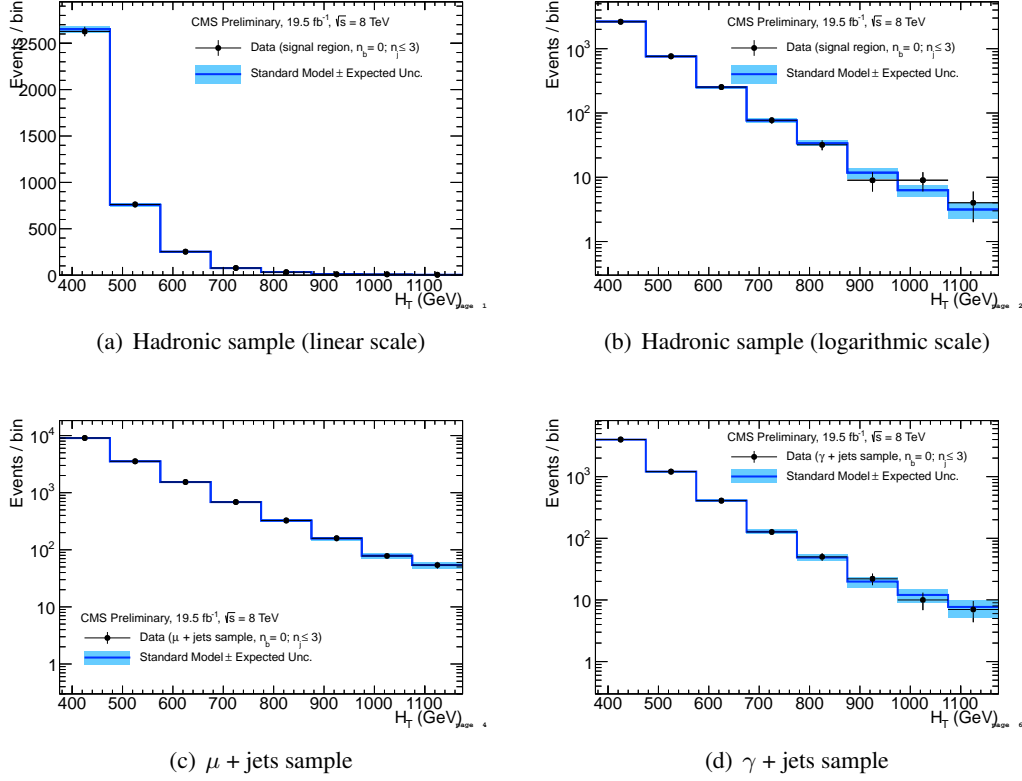 Events / bin
CMS Preliminary, 19.5 fb⁻¹, √s = 8 TeV
Data (signal region, n_b = 0; n_j ≤ 3)
Standard Model ± Expected Unc.
2500
2000
1500
1000
500
0
400 500 600 700 800 900 1000 1100
H_T (GeV)
page 1
(a) Hadronic sample (linear scale)
Events / bin
CMS Preliminary, 19.5 fb⁻¹, √s = 8 TeV
Data (signal region, n_b = 0; n_j ≤ 3)
Standard Model ± Expected Unc.
10³
10²
10
1
400 500 600 700 800 900 1000 1100
H_T (GeV)
page 2
(b) Hadronic sample (logarithmic scale)
Events / bin
10⁴
10³
10²
10
1
CMS Preliminary, 19.5 fb⁻¹, √s = 8 TeV
Data (μ + jets sample, n_b = 0; n_j ≤ 3)
Standard Model ± Expected Unc.
400 500 600 700 800 900 1000 1100
H_T (GeV)
page 4
(c) μ + jets sample
Events / bin
CMS Preliminary, 19.5 fb⁻¹, √s = 8 TeV
Data (γ + jets sample, n_b = 0; n_j ≤ 3)
Standard Model ± Expected Unc.
10³
10²
10
1
400 500 600 700 800 900 1000 1100
H_T (GeV)
page 6
(d) γ + jets sample